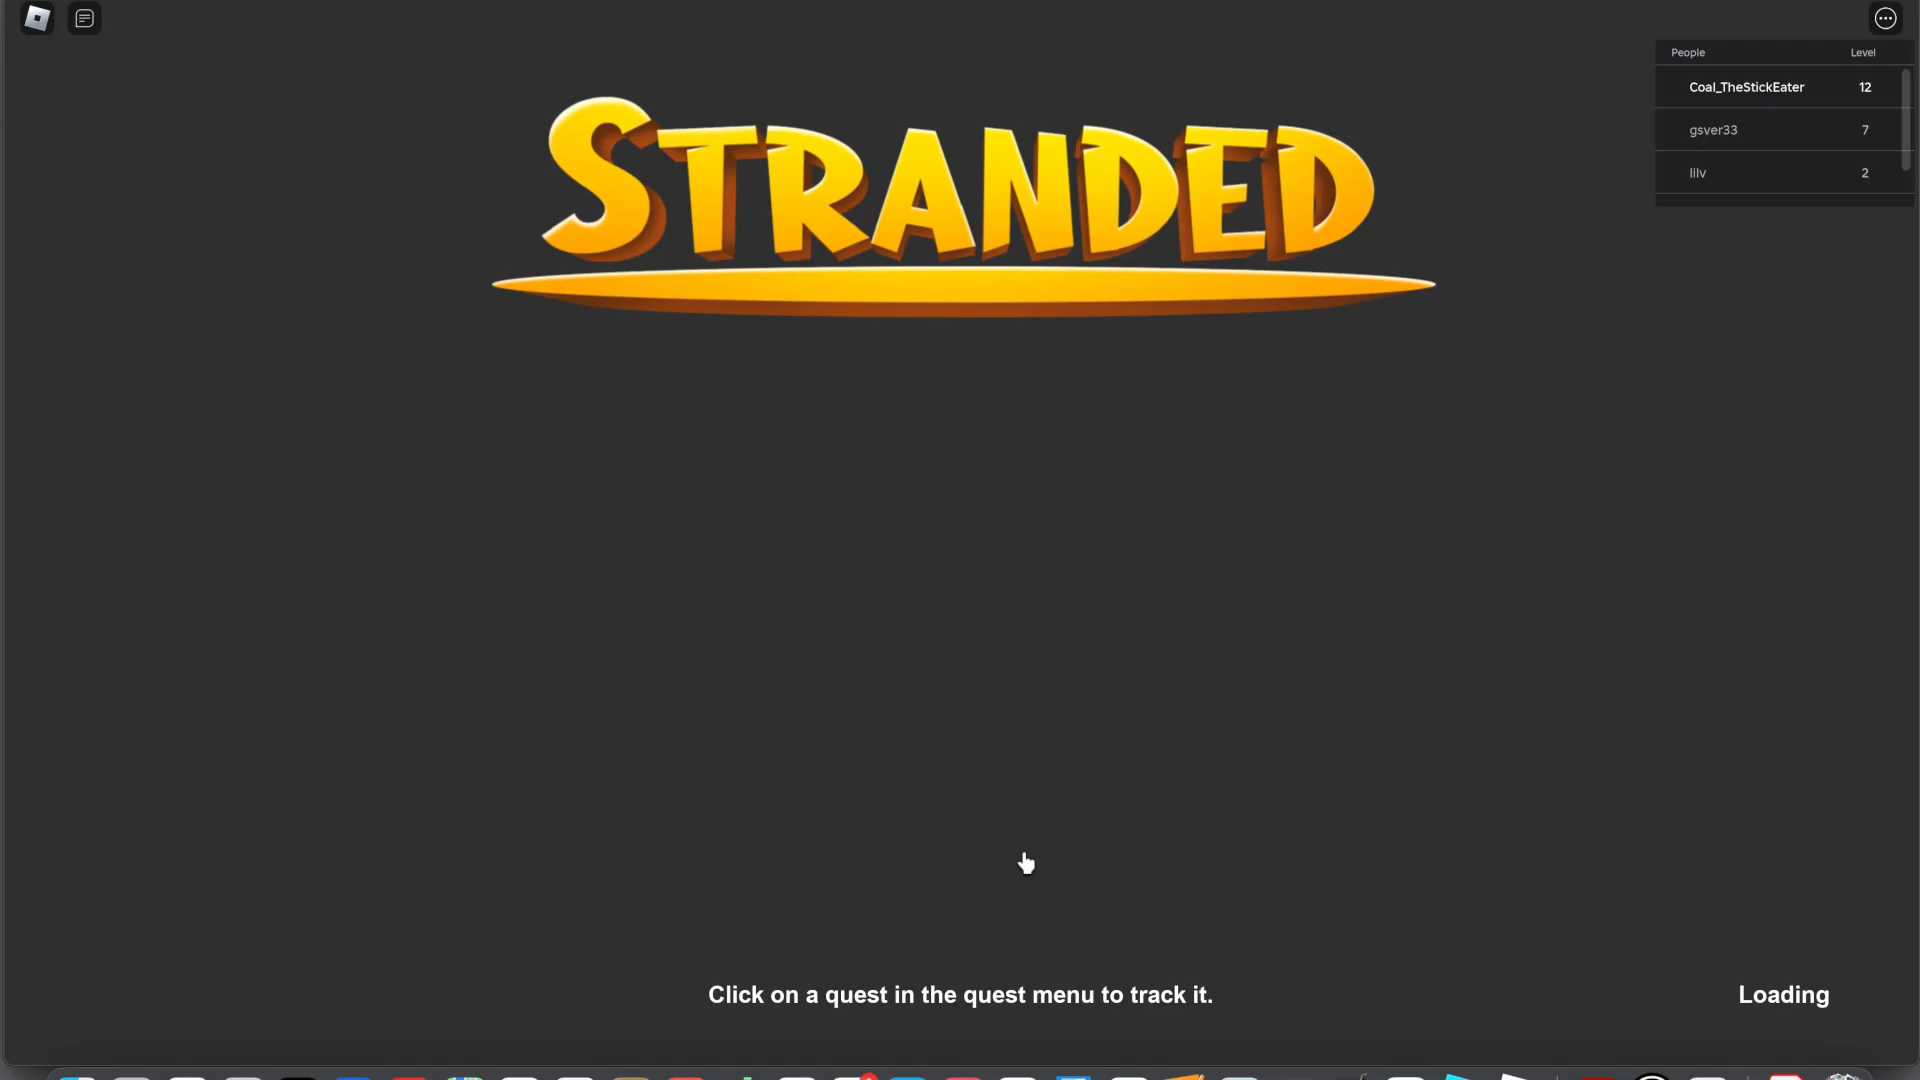 People Level
Coal_TheStickEater 12
gsver33 7
lilv 2
STRANDED
Click on a quest in the quest menu to track it.
Loading